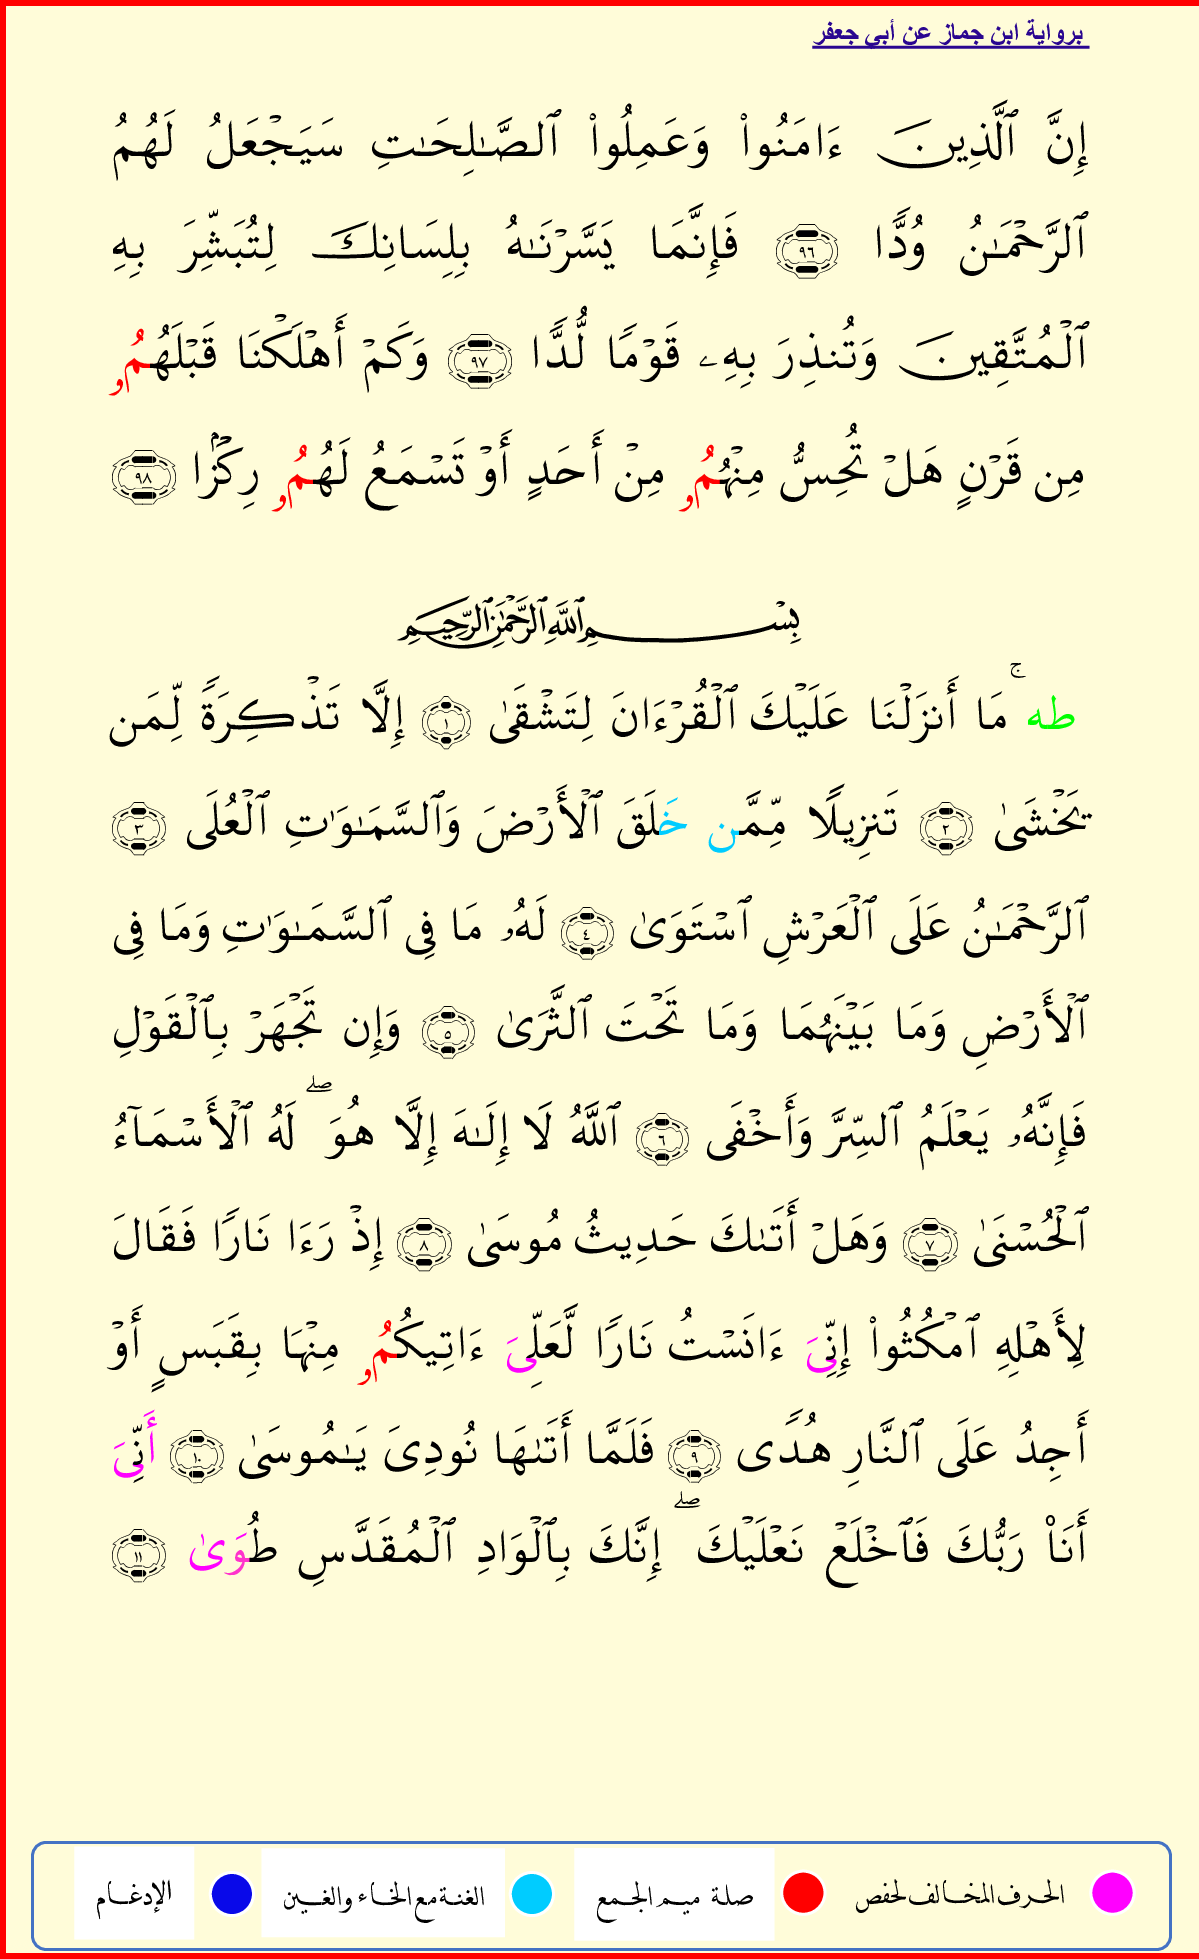 برواية ابن جماز عن أبي جعفر
إِنَّ ٱلَّذِينَ ءَامَنُواْ وَعَمِلُواْ ٱلصَّـٰلِحَـٰتِ سَيَجۡعَلُ لَهُمُ
ٱلرَّحۡمَـٰنُ وُدًّا ٩٦ فَإِنَّمَا يَسَّرۡنَـٰهُ بِلِسَانِكَ لِتُبَشِّرَ بِهِ
ٱلۡمُتَّقِينَ وَتُنذِرَ بِهِۦ قَوۡمًا لُّدًّا ٩٧ وَكَمۡ أَهۡلَكۡنَا قَبۡلَهُمُۥ
مِن قَرۡنٍ هَلۡ تُحِسُّ مِنۡهُمُۥ مِنۡ أَحَدٍ أَوۡ تَسۡمَعُ لَهُمُۥ رِكۡزَۢا ٩٨
بِسۡمِ ٱللَّهِ ٱلرَّحۡمَـٰنِ ٱلرَّحِيمِ
طهۚ مَا أَنزَلۡنَا عَلَيۡكَ ٱلۡقُرۡءَانَ لِتَشۡقَىٰ ١ إِلَّا تَذۡكِرَةً لِّمَن
يَخۡشَىٰ ٢ تَنزِيلًا مِّمَّن خَلَقَ ٱلۡأَرۡضَ وَٱلسَّمَـٰوَٰتِ ٱلۡعُلَى ٣
ٱلرَّحۡمَـٰنُ عَلَى ٱلۡعَرۡشِ ٱسۡتَوَىٰ ٤ لَهُۥ مَا فِى ٱلسَّمَـٰوَٰتِ وَمَا فِى
ٱلۡأَرۡضِ وَمَا بَيۡنَهُمَا وَمَا تَحۡتَ ٱلثَّرَىٰ ٥ وَإِن تَجۡهَرۡ بِٱلۡقَوۡلِ
فَإِنَّهُۥ يَعۡلَمُ ٱلسِّرَّ وَأَخۡفَى ٦ ٱللَّهُ لَا إِلَـٰهَ إِلَّا هُوَۖ لَهُ ٱلۡأَسۡمَآءُ
ٱلۡحُسۡنَىٰ ٧ وَهَلۡ أَتَىٰكَ حَدِيثُ مُوسَىٰ ٨ إِذۡ رَءَا نَارًا فَقَالَ
لِأَهۡلِهِ ٱمۡكُثُواْ إِنِّىَ ءَانَسۡتُ نَارًا لَّعَلِّىَ ءَاتِيكُمُۥ مِنۡهَا بِقَبَسٍ أَوۡ
أَجِدُ عَلَى ٱلنَّارِ هُدًى ٩ فَلَمَّا أَتَىٰهَا نُودِىَ يَـٰمُوسَىٰ ١٠ أَنِّىَ
أَنَا۠ رَبُّكَ فَٱخۡلَعۡ نَعۡلَيۡكَۖ إِنَّكَ بِٱلۡوَادِ ٱلۡمُقَدَّسِ طُوَىٰ ١١
الحرف المخالف لحفص صلة ميم الجمع الغنة مع الخاء والغين الإدغام